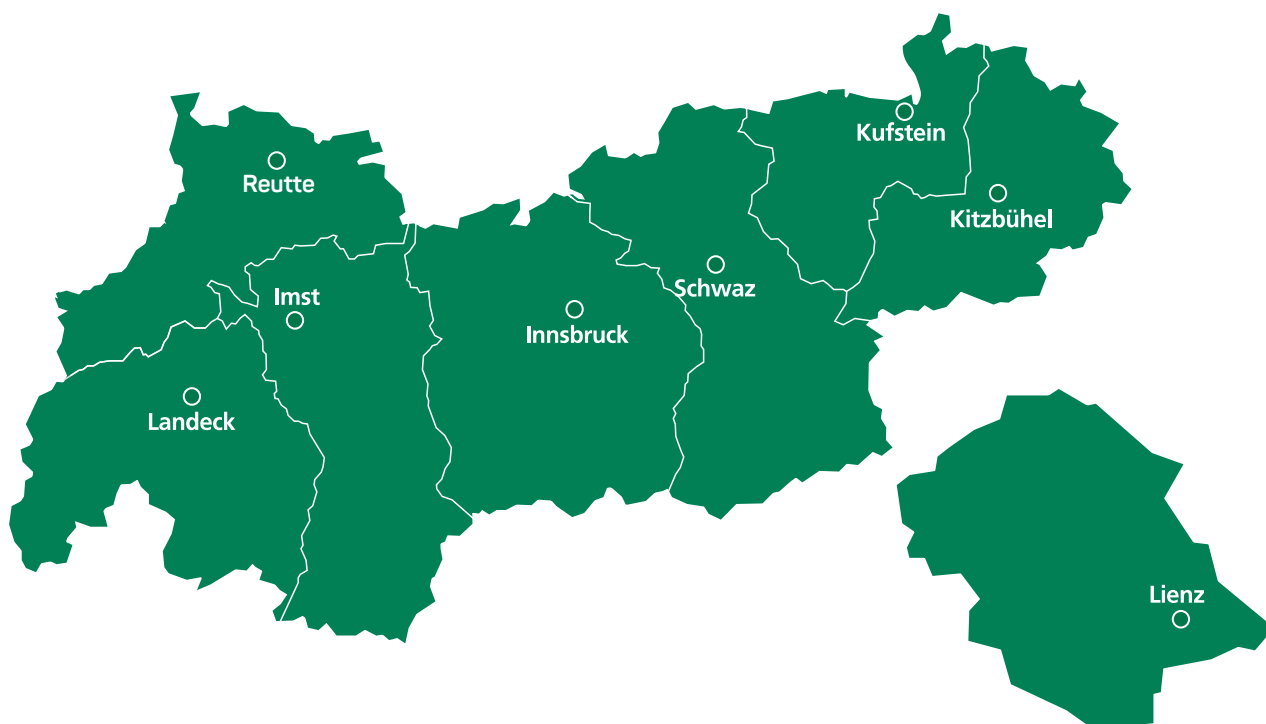 Kufstein
Reutte
Kitzbühel
Schwaz
Imst
Innsbruck
Landeck
Lienz